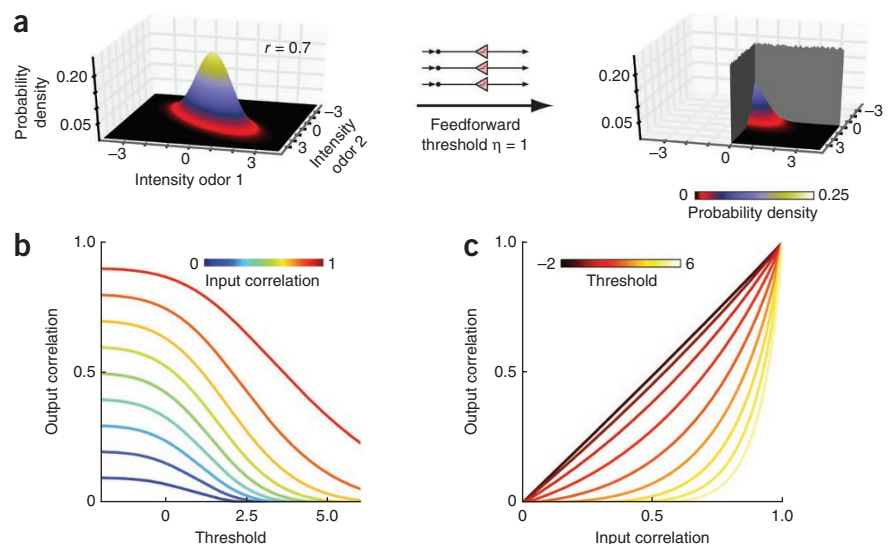 a
r = 0.7
Probability
density
0.20
0.05
−3
0
3
Intensity odor 1
−3
0
3
Intensity
odor 2
Feedforward
threshold η = 1
0.20
0.05
−3
0
3
−3
0
3
0
0.25
Probability density
b
1.0
0.5
0
Output correlation
0
1
Input correlation
0
2.5
5.0
Threshold
c
1.0
0.5
0
Output correlation
−2
6
Threshold
0
0.5
1.0
Input correlation